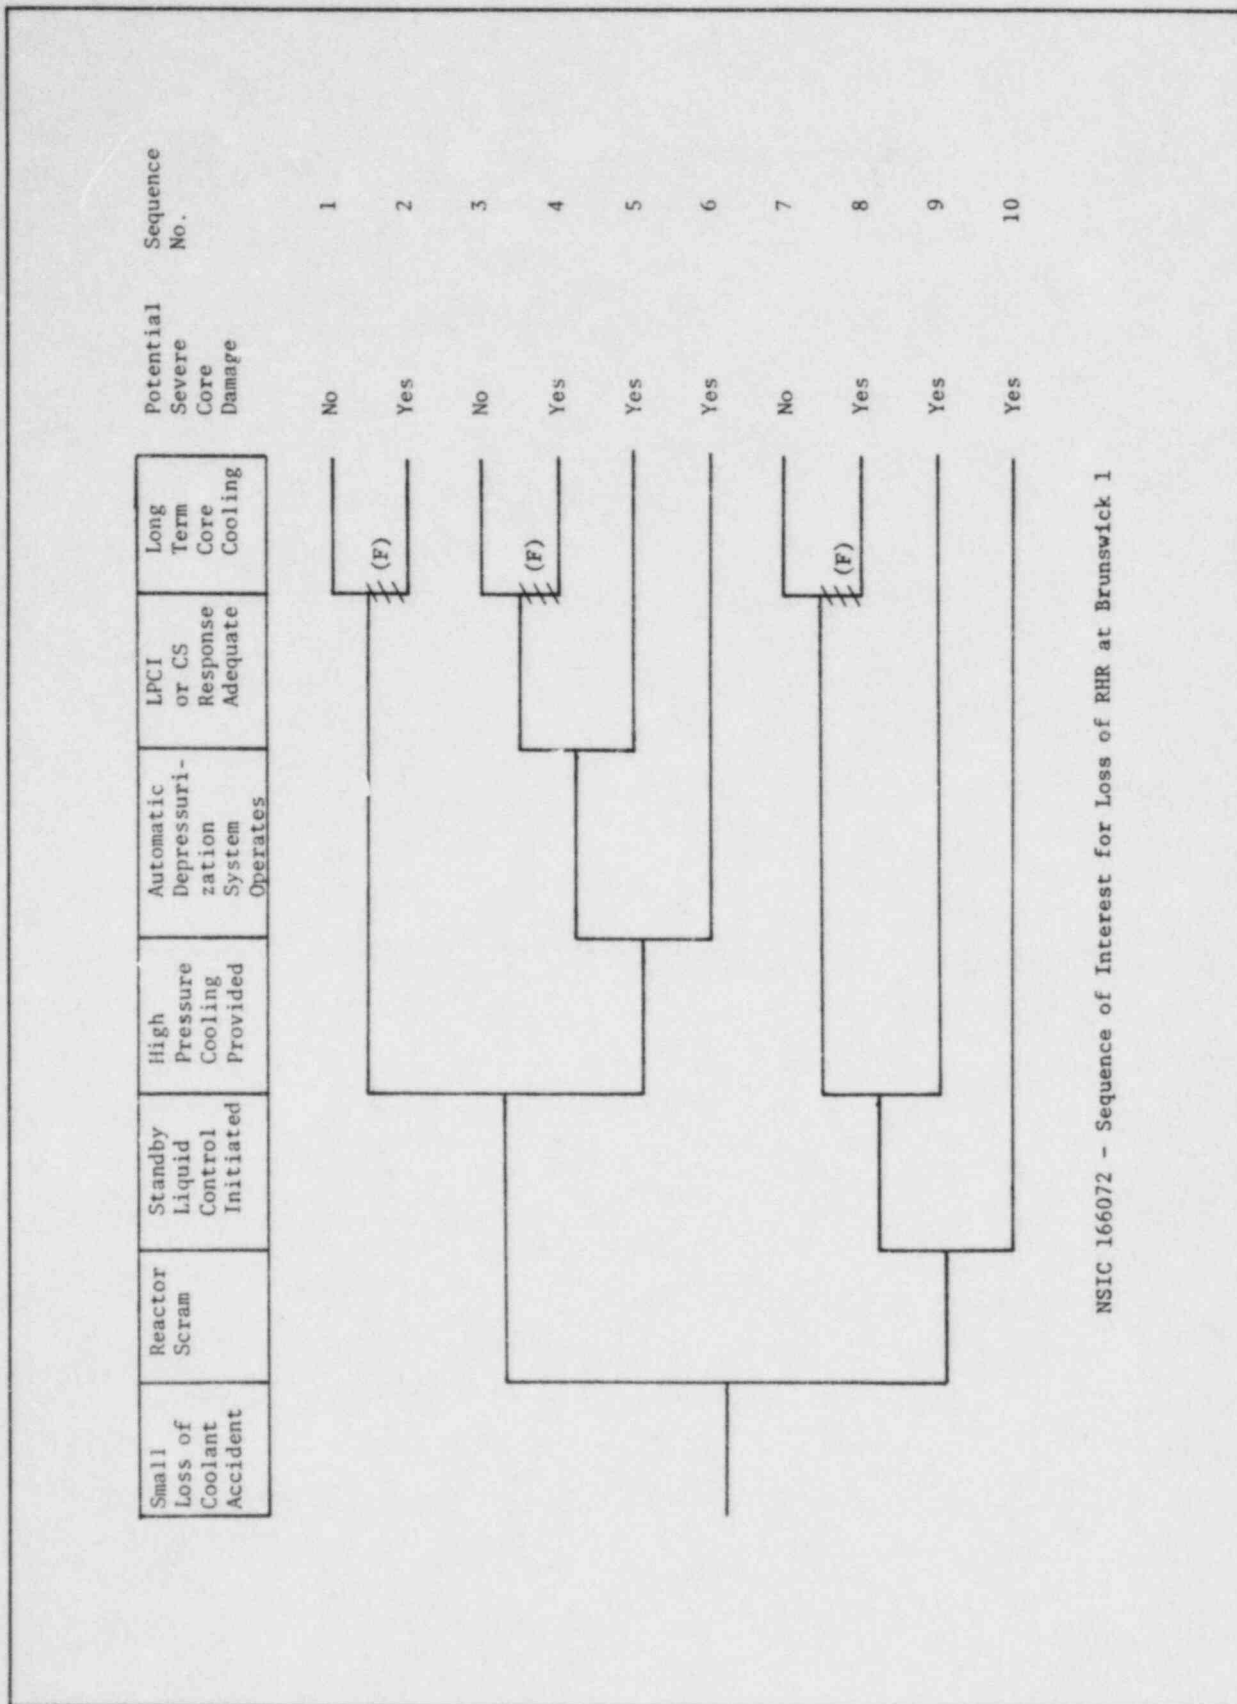 Small
Loss of
Coolant
Accident
Reactor
Scram
Standby
Liquid
Control
Initiated
High
Pressure
Cooling
Provided
Automatic
Depressuri-
zation
System
Operates
LPCI
or CS
Response
Adequate
Long
Term
Core
Cooling
Potential
Severe
Core
Damage
Sequence
No.
No 1
(F)
Yes 2
No 3
(F)
Yes 4
Yes 5
Yes 6
No 7
(F)
Yes 8
Yes 9
Yes 10
NSIC 166072 - Sequence of Interest for Loss of RHR at Brunswick 1